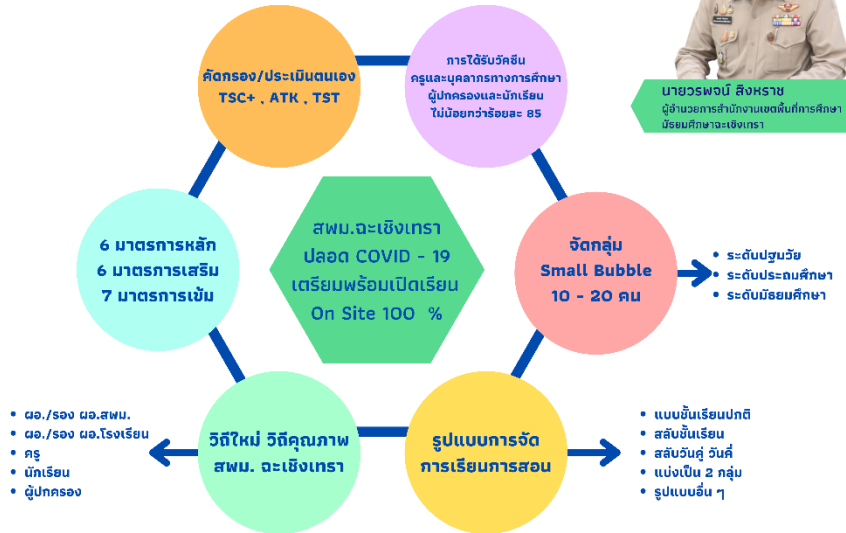 คัดกรอง/ประเมินตนเอง
TSC+ , ATK , TST
การได้รับวัคซีน
ครูและบุคลากรทางการศึกษา
ผู้ปกครองและนักเรียน
ไม่น้อยกว่าร้อยละ 85
นายวรพจน์ สิงหราช
ผู้อำนวยการสำนักงานเขตพื้นที่การศึกษา
มัธยมศึกษาฉะเชิงเทรา
6 มาตรการหลัก
6 มาตรการเสริม
7 มาตรการเข้ม
สพม.ฉะเชิงเทรา
ปลอด COVID - 19
เตรียมพร้อมเปิดเรียน
On Site 100 %
จัดกลุ่ม
Small Bubble
10 - 20 คน
• ระดับปฐมวัย
• ระดับประถมศึกษา
• ระดับมัธยมศึกษา
• ผอ./รอง ผอ.สพม.
• ผอ./รอง ผอ.โรงเรียน
• ครู
• นักเรียน
• ผู้ปกครอง
วิถีใหม่ วิถีคุณภาพ
สพม. ฉะเชิงเทรา
รูปแบบการจัด
การเรียนการสอน
• แบบชั้นเรียนปกติ
• สลับชั้นเรียน
• สลับวันคู่ วันคี่
• แบ่งเป็น 2 กลุ่ม
• รูปแบบอื่น ๆ